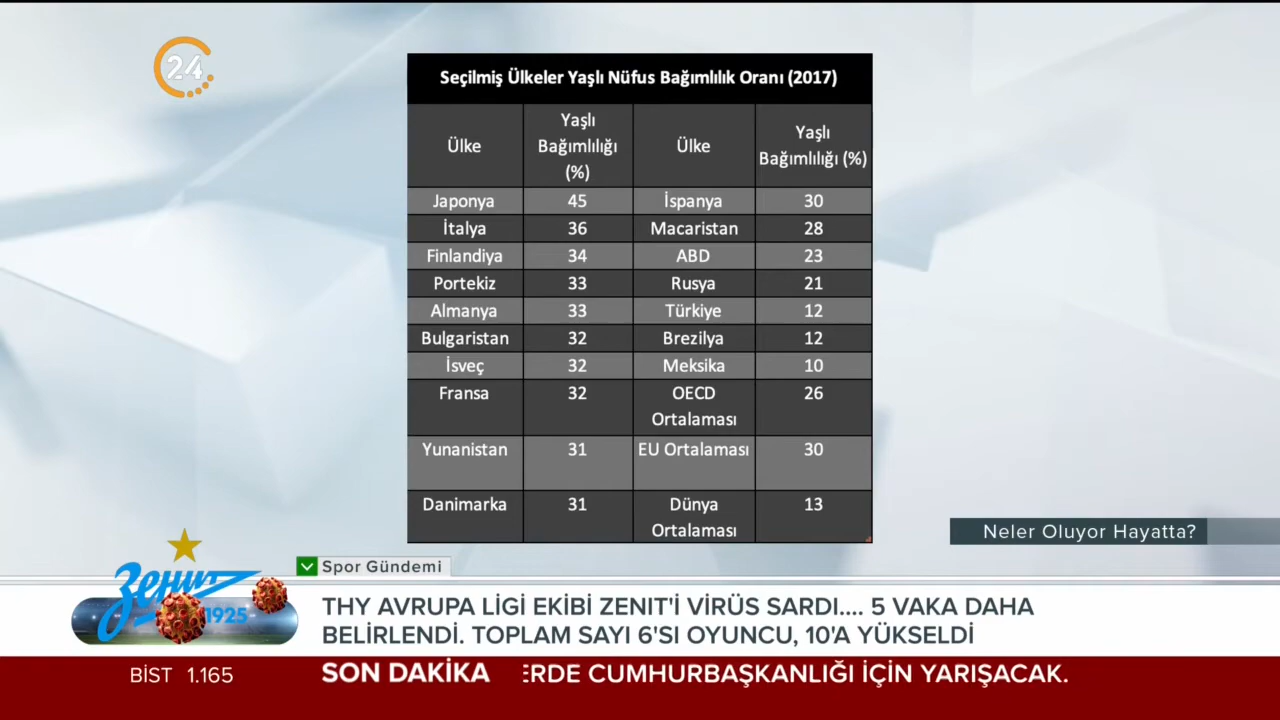 24
Seçilmiş Ülkeler Yaşlı Nüfus Bağımlılık Oranı (2017)
Ülke Yaşlı Bağımlılığı (%) Ülke Yaşlı Bağımlılığı (%)
Japonya 45 İspanya 30
İtalya 36 Macaristan 28
Finlandiya 34 ABD 23
Portekiz 33 Rusya 21
Almanya 33 Türkiye 12
Bulgaristan 32 Brezilya 12
İsveç 32 Meksika 10
Fransa 32 OECD Ortalaması 26
Yunanistan 31 EU Ortalaması 30
Danimarka 31 Dünya Ortalaması 13
Neler Oluyor Hayatta?
Spor Gündemi
Зенит
1925
THY AVRUPA LİGİ EKİBİ ZENIT'İ VİRÜS SARDI.... 5 VAKA DAHA
BELİRLENDİ. TOPLAM SAYI 6'SI OYUNCU, 10'A YÜKSELDİ
BİST 1.165 SON DAKİKA ERDE CUMHURBAŞKANLIĞI İÇİN YARIŞACAK.